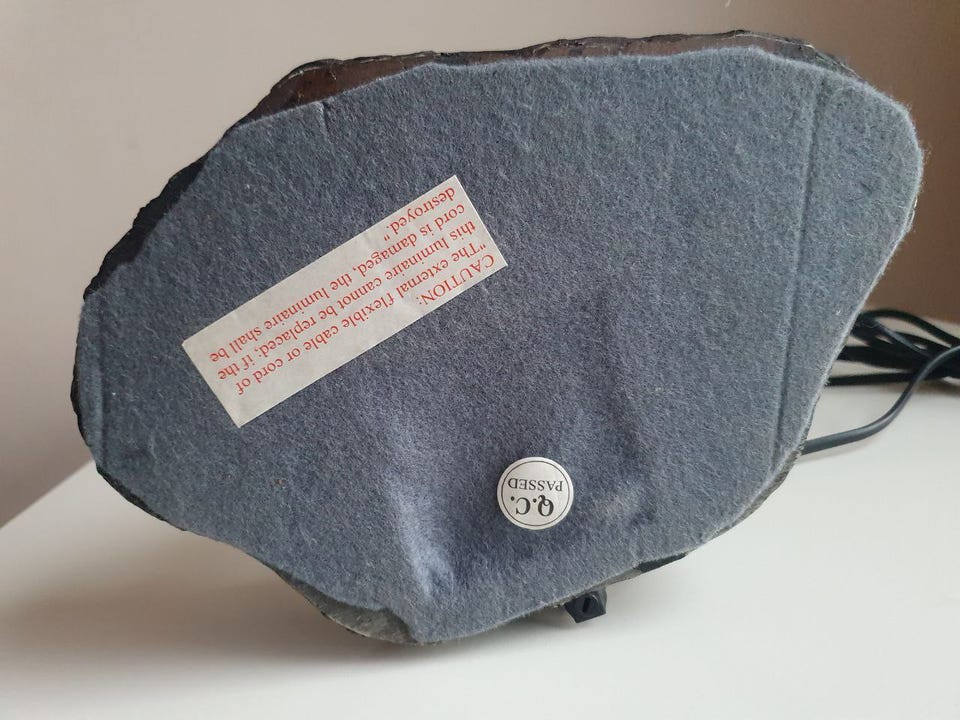 CAUTION:
"The external flexible cable or cord of
this luminaire cannot be replaced; if the
cord is damaged, the luminaire shall be
destroyed."
Q.C.
PASSED